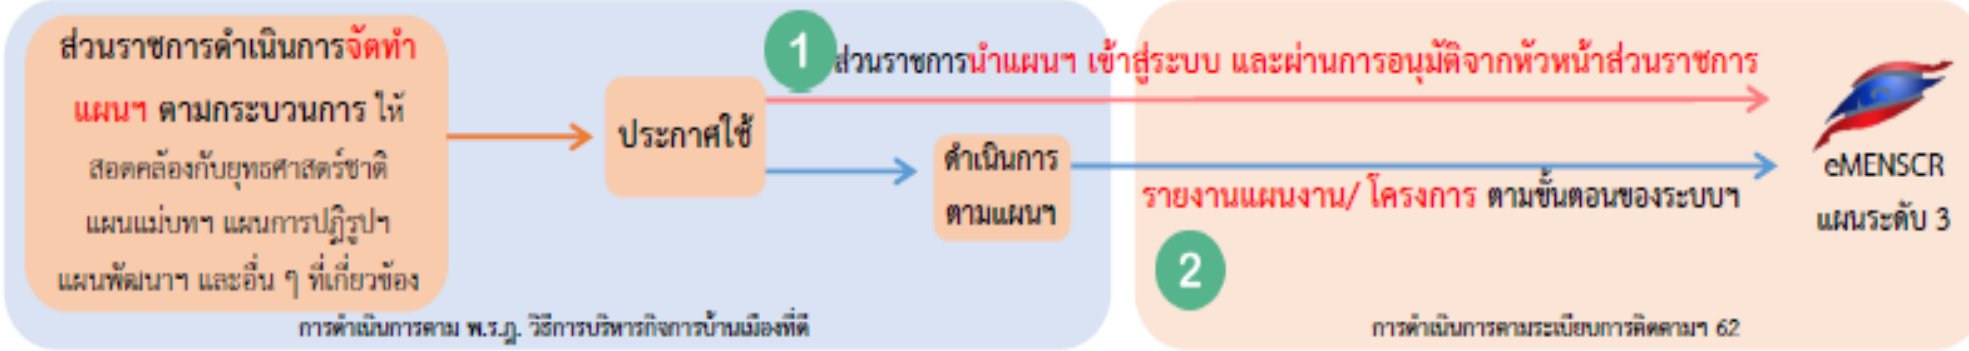 ส่วนราชการดำเนินการจัดทำ
แผนฯ ตามกระบวนการ ให้
สอดคล้องกับยุทธศาสตร์ชาติ
แผนแม่บทฯ แผนการปฏิรูปฯ
แผนพัฒนาฯ และอื่น ๆ ที่เกี่ยวข้อง
ประกาศใช้
1
ส่วนราชการนำแผนฯ เข้าสู่ระบบ และผ่านการอนุมัติจากหัวหน้าส่วนราชการ
ดำเนินการ
ตามแผนฯ
รายงานแผนงาน/ โครงการ ตามขั้นตอนของระบบฯ
2
eMENSCR
แผนระดับ 3
การดำเนินการตาม พ.ร.ฎ. วิธีการบริหารกิจการบ้านเมืองที่ดี
การดำเนินการตามระเบียบการติดตามฯ 62